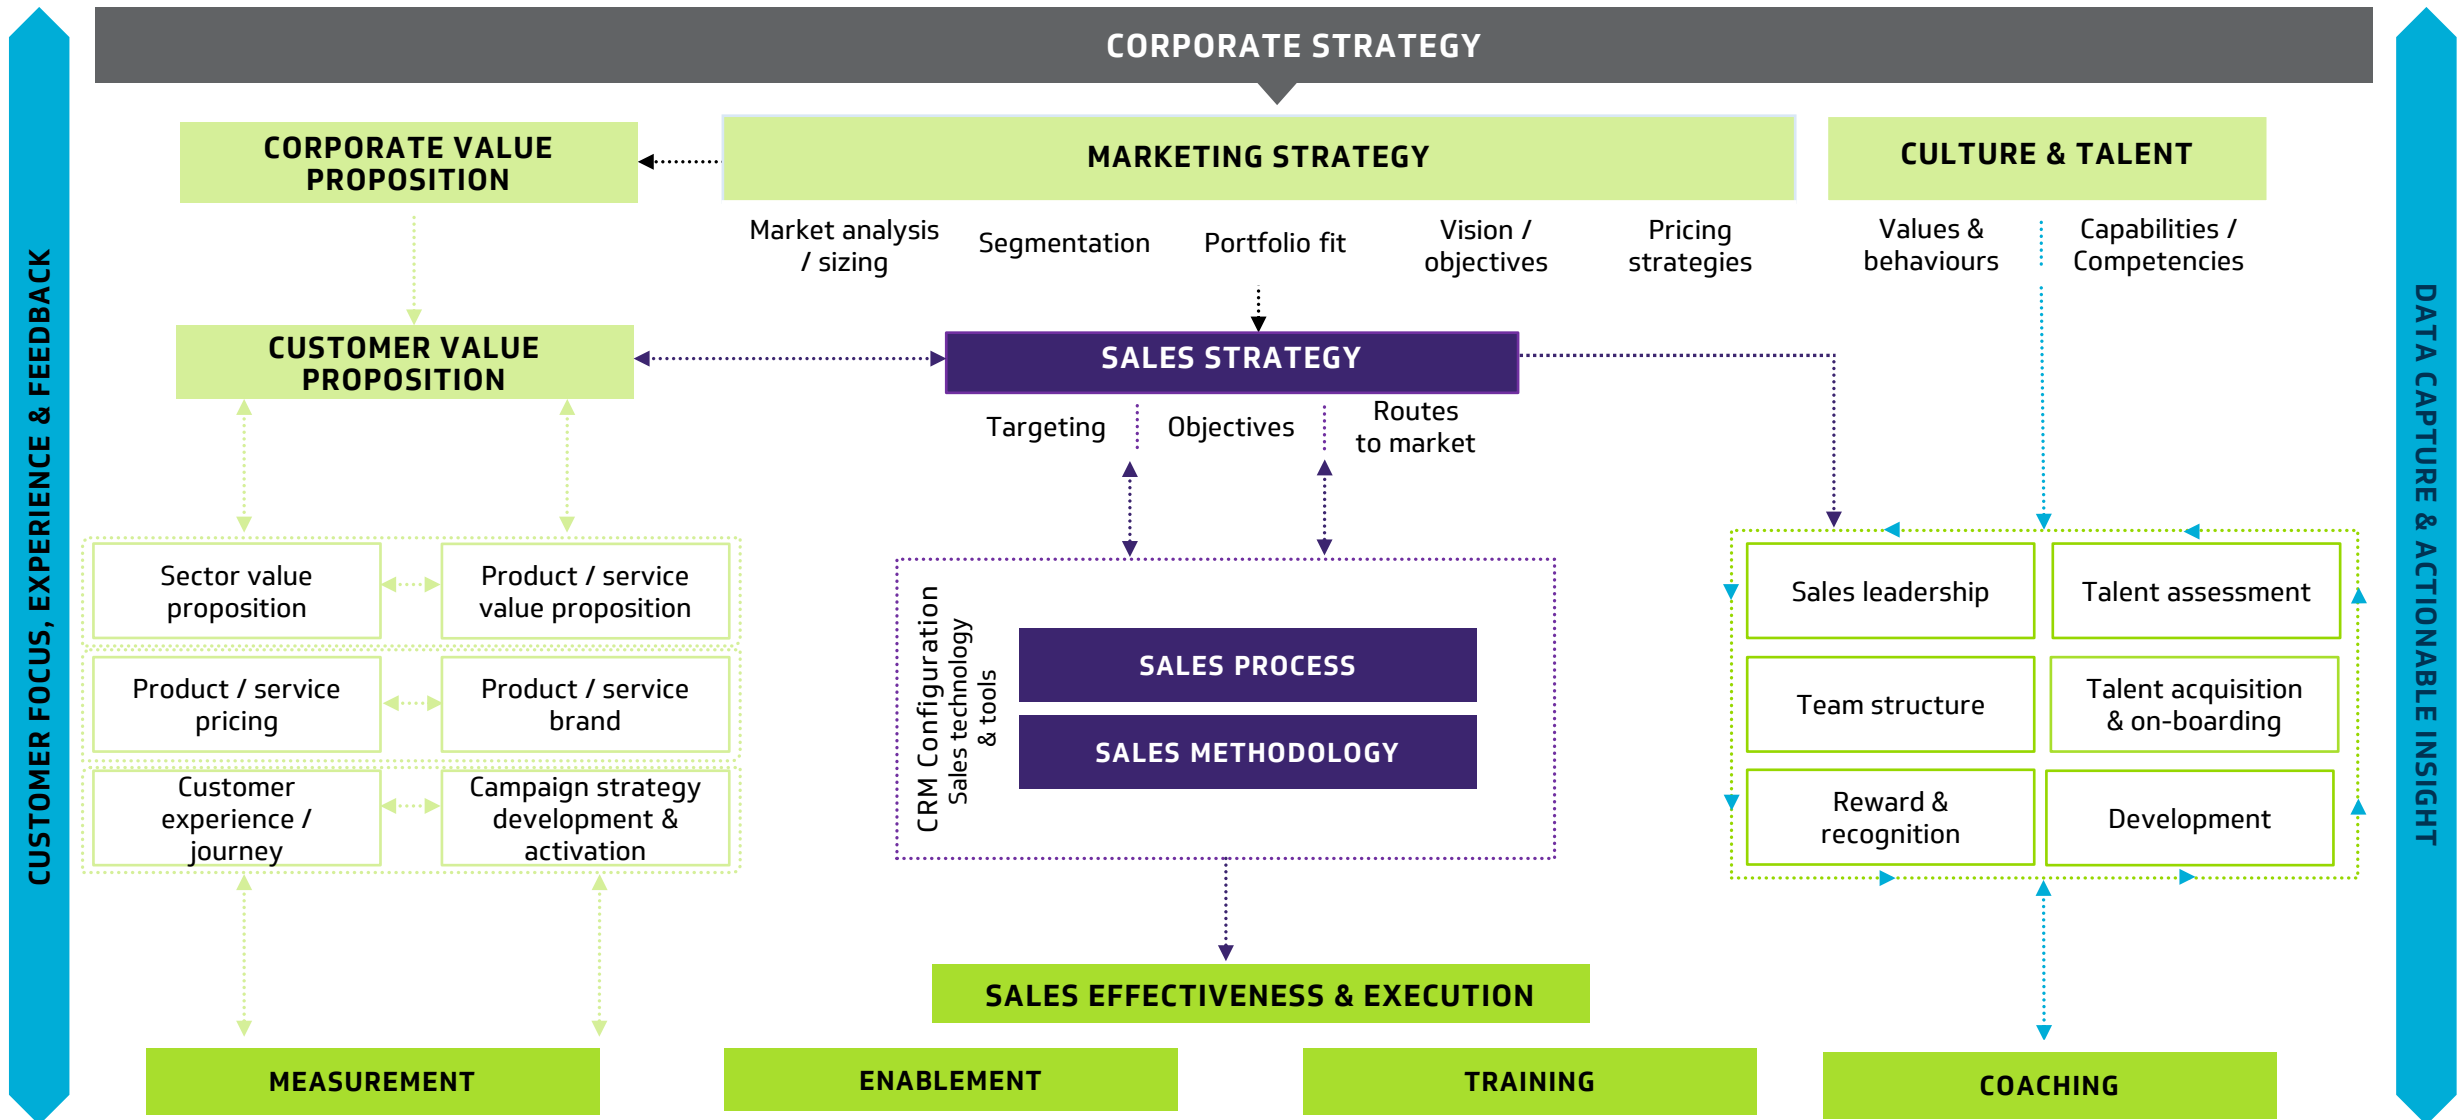 CORPORATE STRATEGY
CORPORATE VALUE
PROPOSITION
MARKETING STRATEGY
CULTURE & TALENT
Market analysis
/ sizing
Segmentation
Portfolio fit
Vision /
objectives
Pricing
strategies
Values &
behaviours
Capabilities /
Competencies
CUSTOMER VALUE
PROPOSITION
SALES STRATEGY
Targeting
Objectives
Routes
to market
CUSTOMER FOCUS, EXPERIENCE & FEEDBACK
DATA CAPTURE & ACTIONABLE INSIGHT
Sector value
proposition
Product / service
value proposition
Product / service
pricing
Product / service
brand
Customer
experience /
journey
Campaign strategy
development &
activation
CRM Configuration
Sales technology
& tools
SALES PROCESS
SALES METHODOLOGY
Sales leadership
Talent assessment
Team structure
Talent acquisition
& on-boarding
Reward &
recognition
Development
SALES EFFECTIVENESS & EXECUTION
MEASUREMENT
ENABLEMENT
TRAINING
COACHING